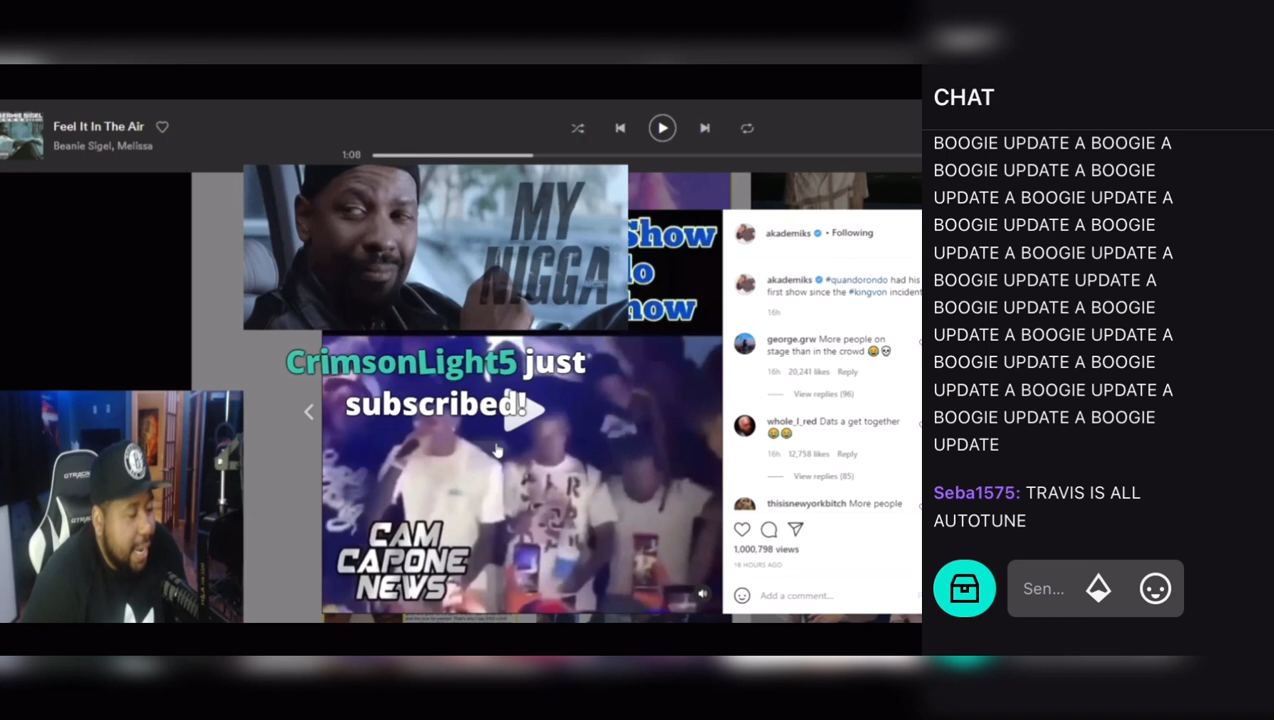 CHAT
BOOGIE UPDATE A BOOGIE A
BOOGIE UPDATE A BOOGIE
UPDATE A BOOGIE UPDATE A
BOOGIE UPDATE A BOOGIE
UPDATE A BOOGIE UPDATE A
BOOGIE UPDATE UPDATE A
BOOGIE UPDATE A BOOGIE
UPDATE A BOOGIE UPDATE A
BOOGIE UPDATE A BOOGIE
UPDATE A BOOGIE UPDATE A
BOOGIE UPDATE A BOOGIE
UPDATE
Seba1575: TRAVIS IS ALL
AUTOTUNE
Sen...
Feel It In The Air
Beanie Sigel, Melissa
1:08
MY
NIGGA
Show
lo
how
CrimsonLight5 just
subscribed!
CAM
CAPONE
NEWS
GTRACING
akademiks • Following
akademiks #quandorondo had his
first show since the #kingvon incident
16h
george.grw More people on
stage than in the crowd 😂💀
16h 20,241 likes Reply
View replies (96)
whole_l_red Dats a get together
😂😂
16h 12,758 likes Reply
View replies (85)
thisisnewyorkbitch More people
1,000,798 views
18 HOURS AGO
Add a comment...